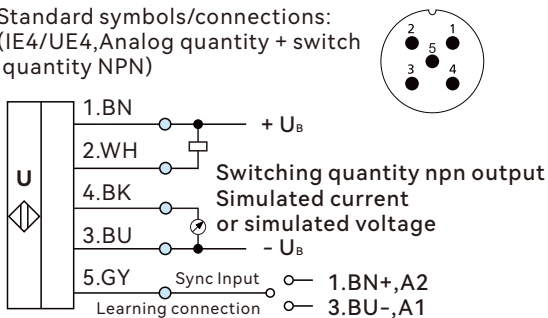 Standard symbols/connections:
(IE4/UE4,Analog quantity + switch
quantity NPN)
2 1
5
3 4
1.BN
+ UB
2.WH
U
Switching quantity npn output
4.BK
Simulated current
or simulated voltage
3.BU
- UB
5.GY
Sync Input
1.BN+,A2
Learning connection
3.BU-,A1